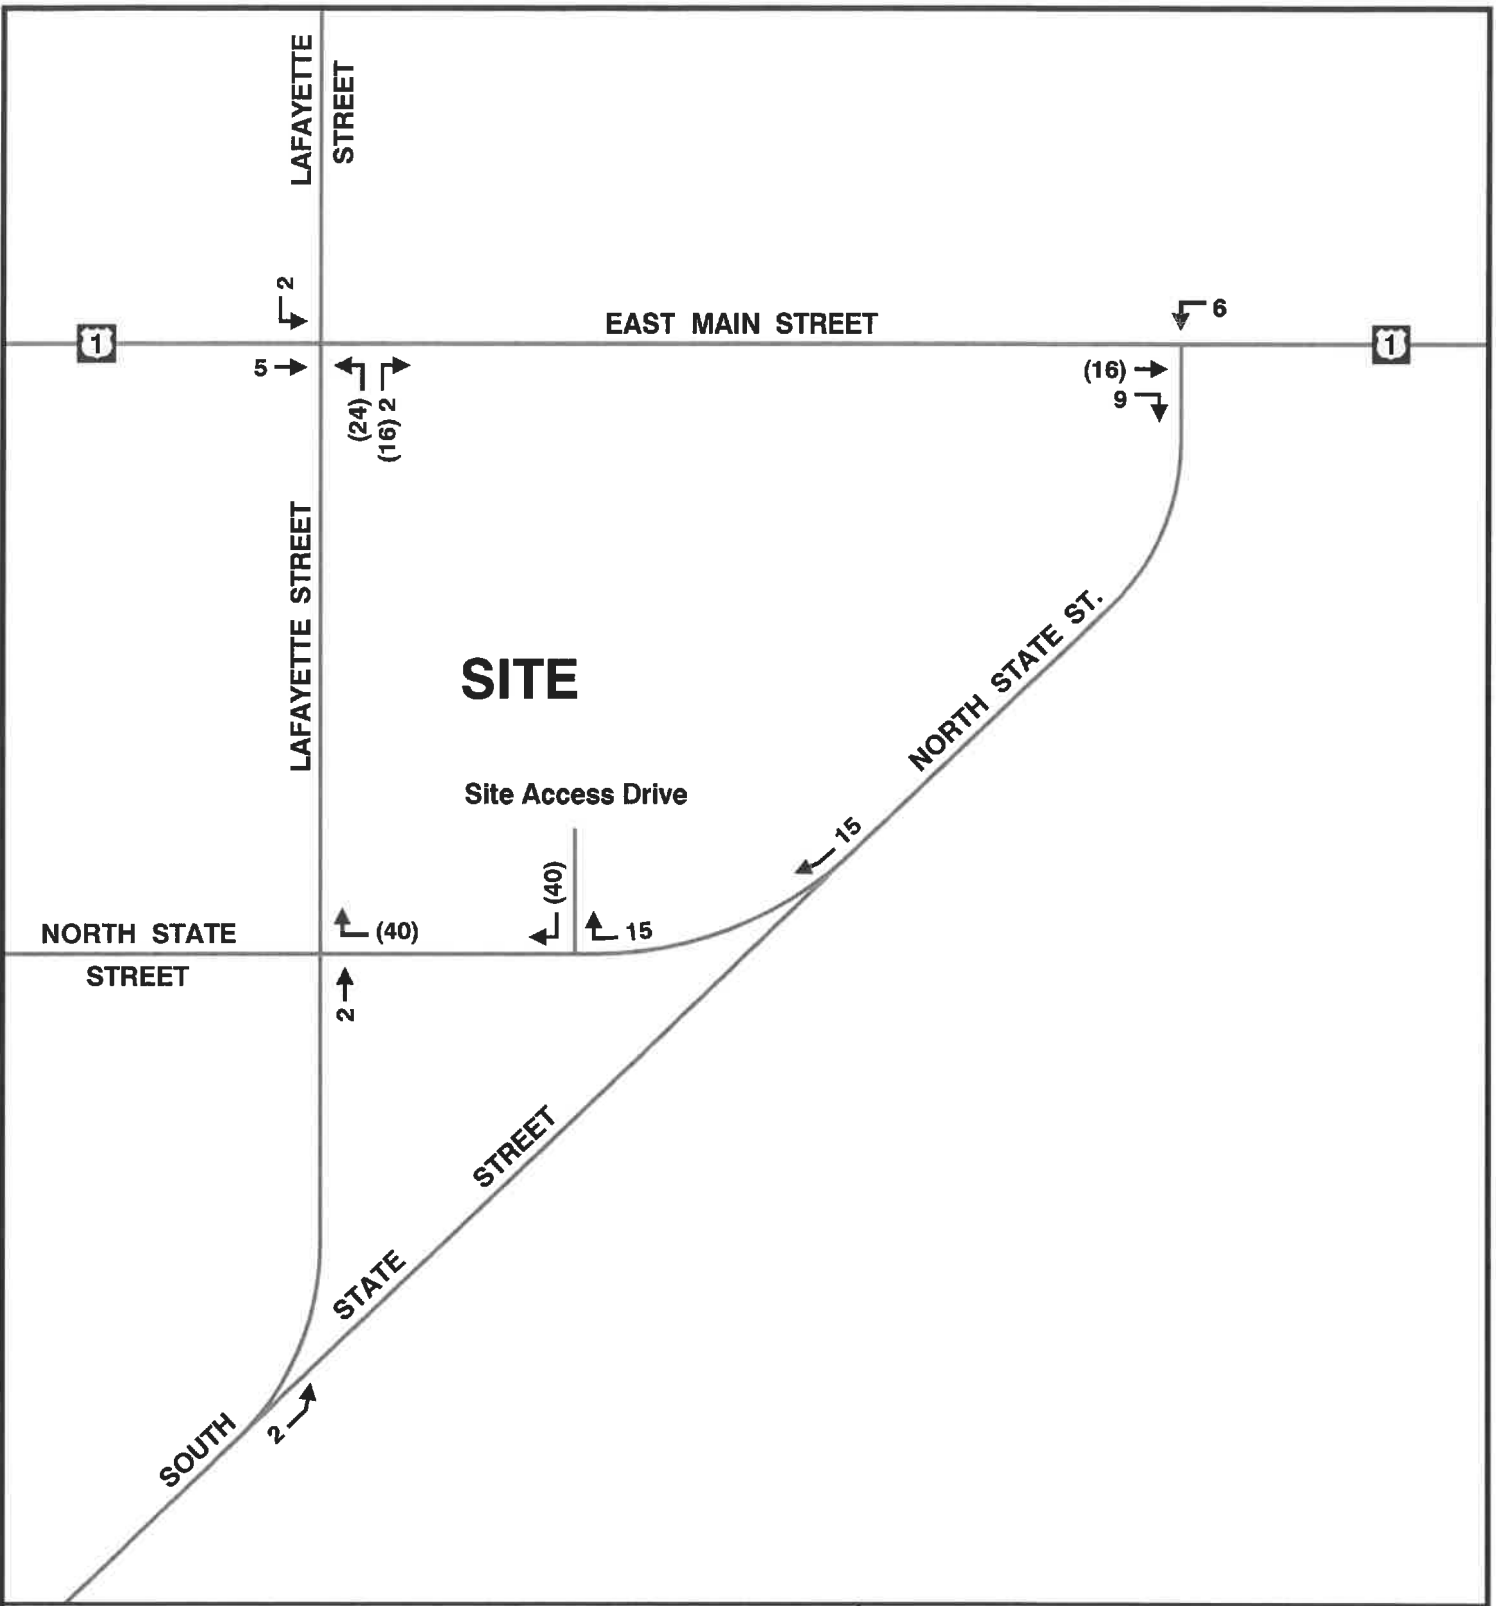 LAFAYETTE
STREET
2
EAST MAIN STREET
6
1
1
5
(24)
(16) 2
(16)
9
LAFAYETTE STREET
NORTH STATE ST.
SITE
Site Access Drive
15
(40)
15
NORTH STATE
STREET
(40)
2
STREET
STATE
SOUTH
2